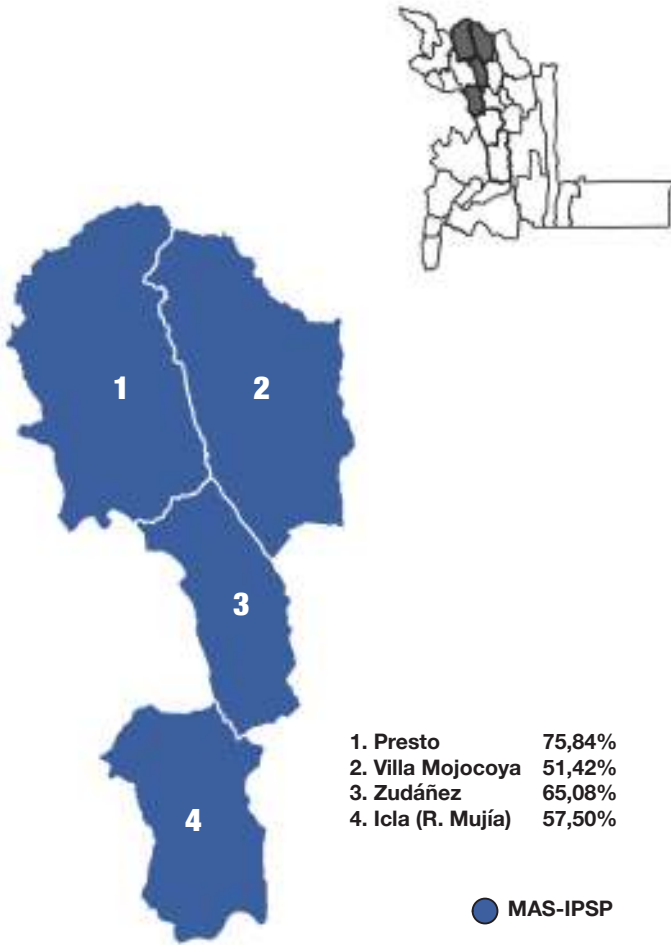 1
2
3
4
1. Presto 75,84%
2. Villa Mojocoya 51,42%
3. Zudáñez 65,08%
4. Icla (R. Mujía) 57,50%
MAS-IPSP